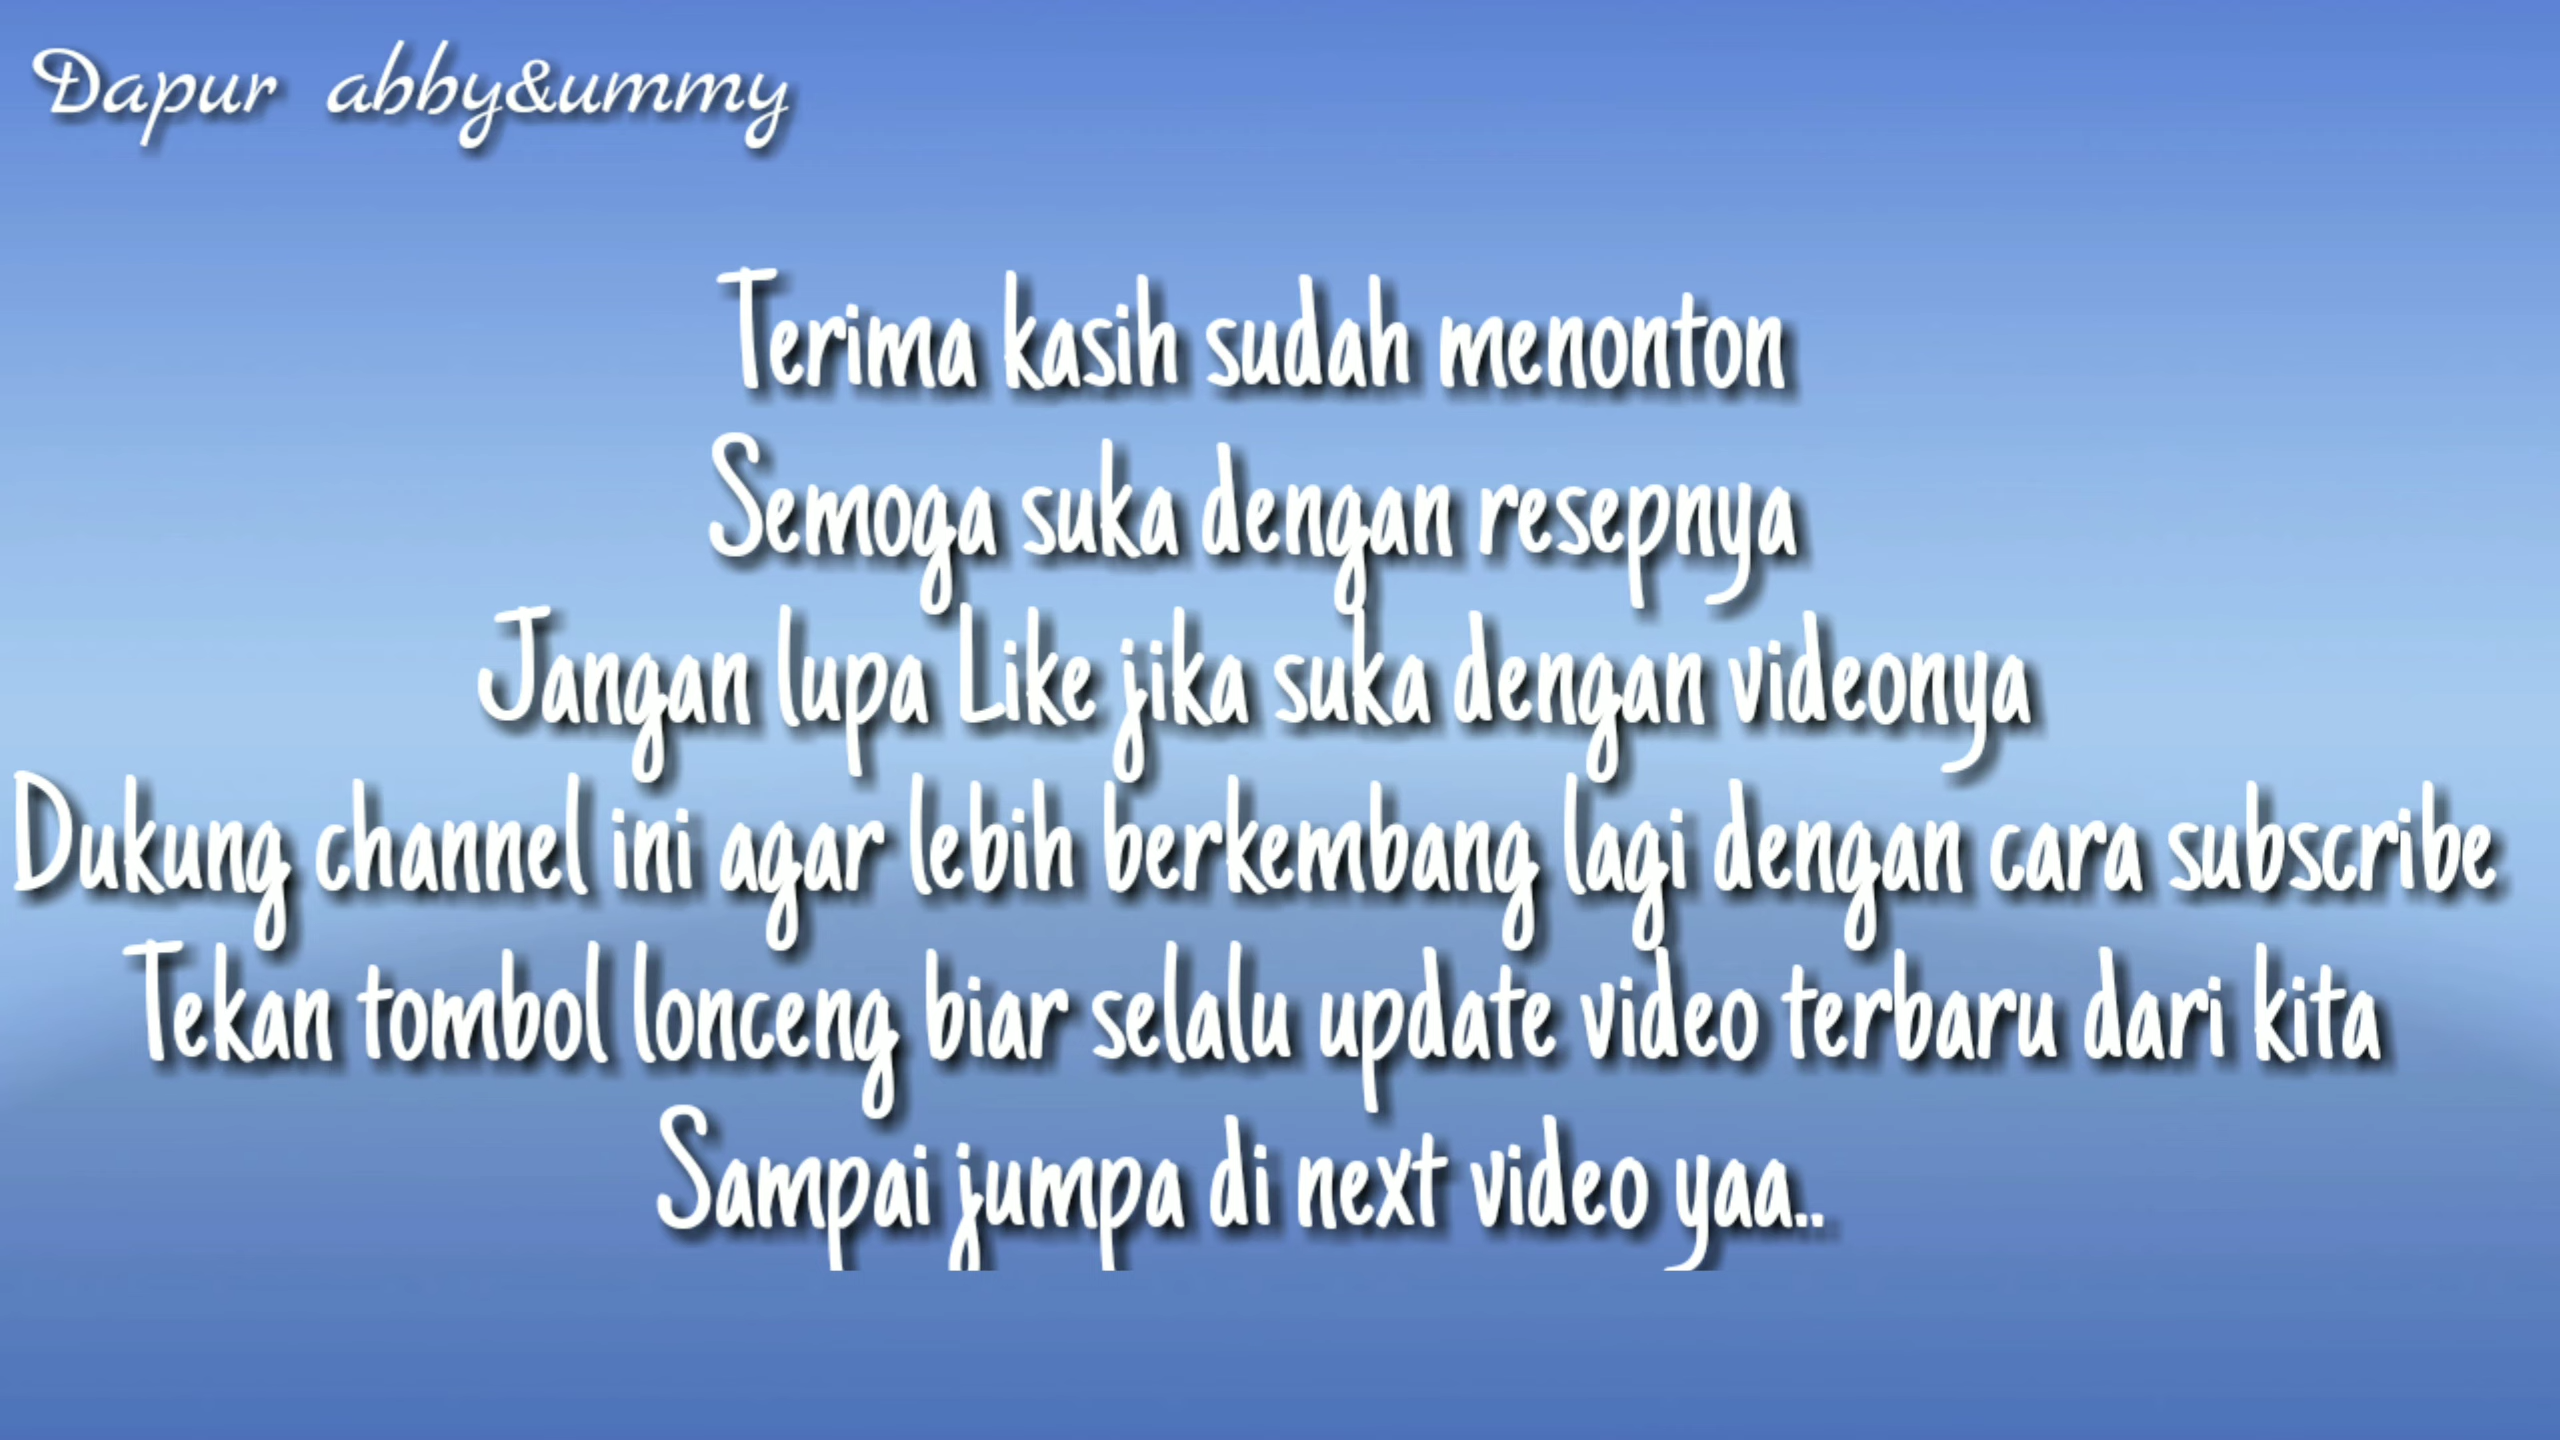 Dapur abby&ummy
Terima kasih sudah menonton
Semoga suka dengan resepnya
Jangan lupa Like jika suka dengan videonya
Dukung channel ini agar lebih berkembang lagi dengan cara subscribe
Tekan tombol lonceng biar selalu update video terbaru dari kita
Sampai jumpa di next video yaa..